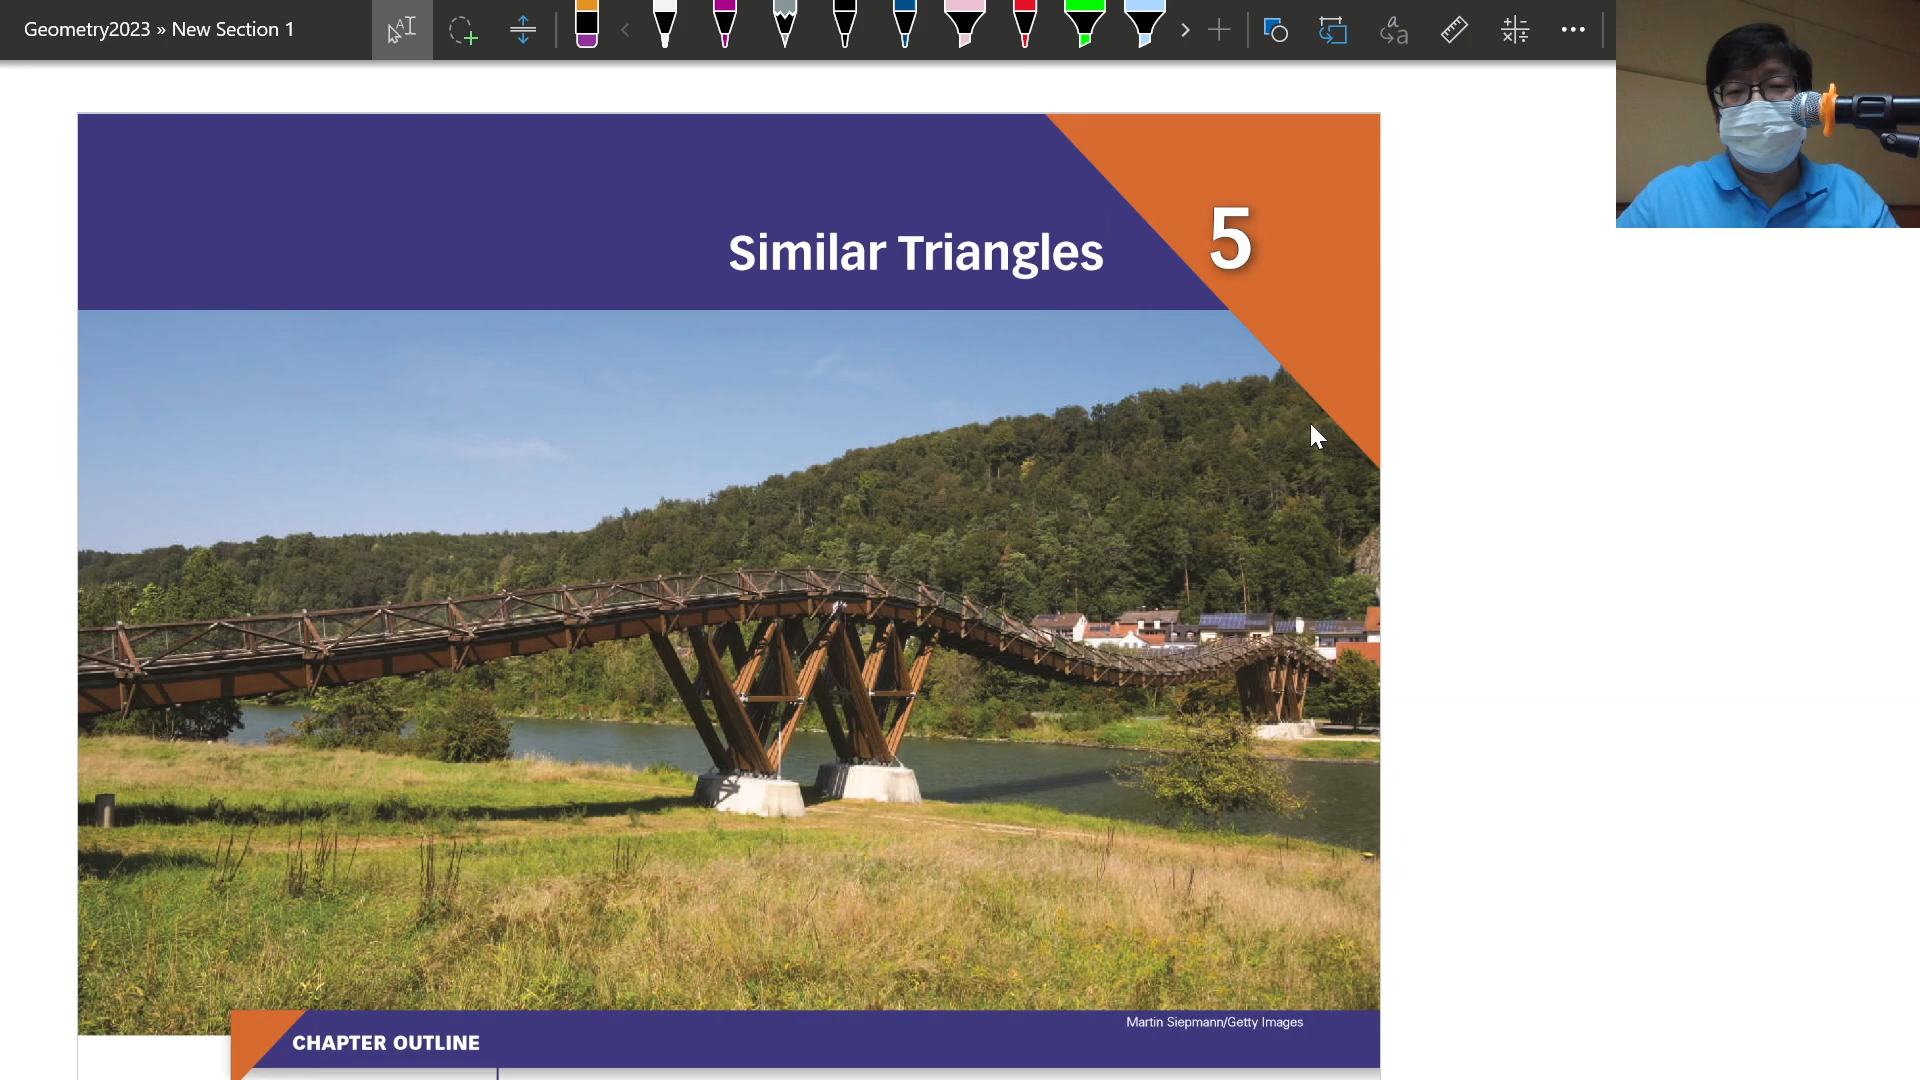 Geometry2023 » New Section 1
Similar Triangles
5
Martin Siepmann/Getty Images
CHAPTER OUTLINE